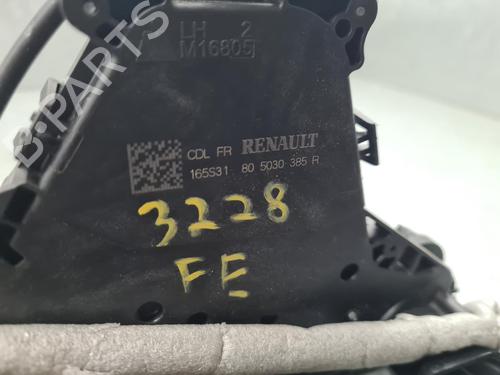 LH 2
M16805
CDL FR RENAULT
165S31 80 5030 385 R
3228
FE
B-PARTS